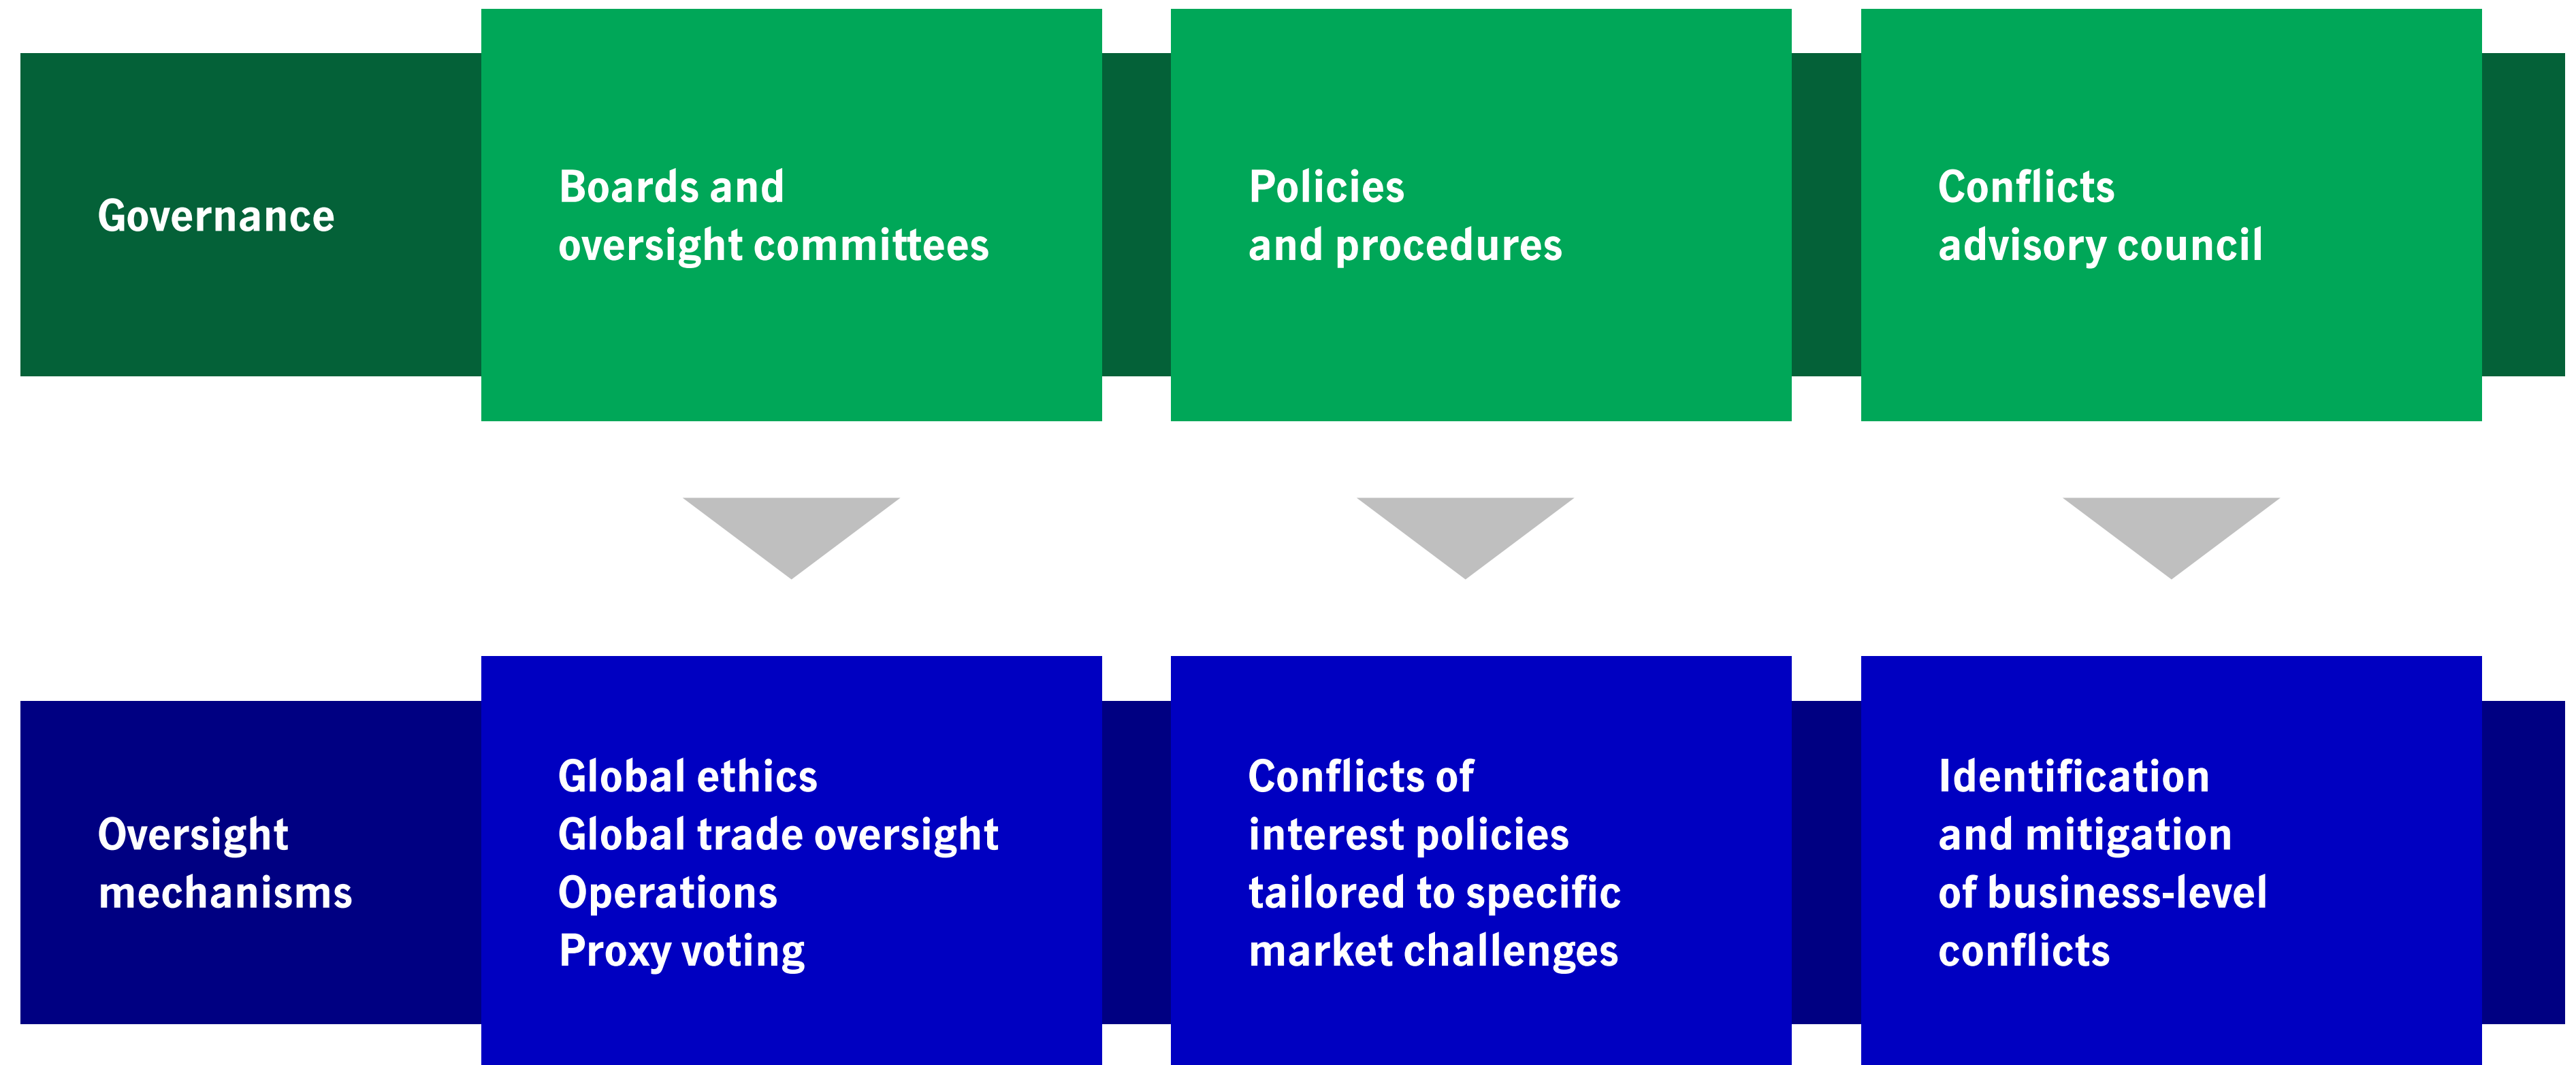 Governance
Boards and
oversight committees
Policies
and procedures
Conflicts
advisory council
Oversight
mechanisms
Global ethics
Global trade oversight
Operations
Proxy voting
Conflicts of
interest policies
tailored to specific
market challenges
Identification
and mitigation
of business-level
conflicts